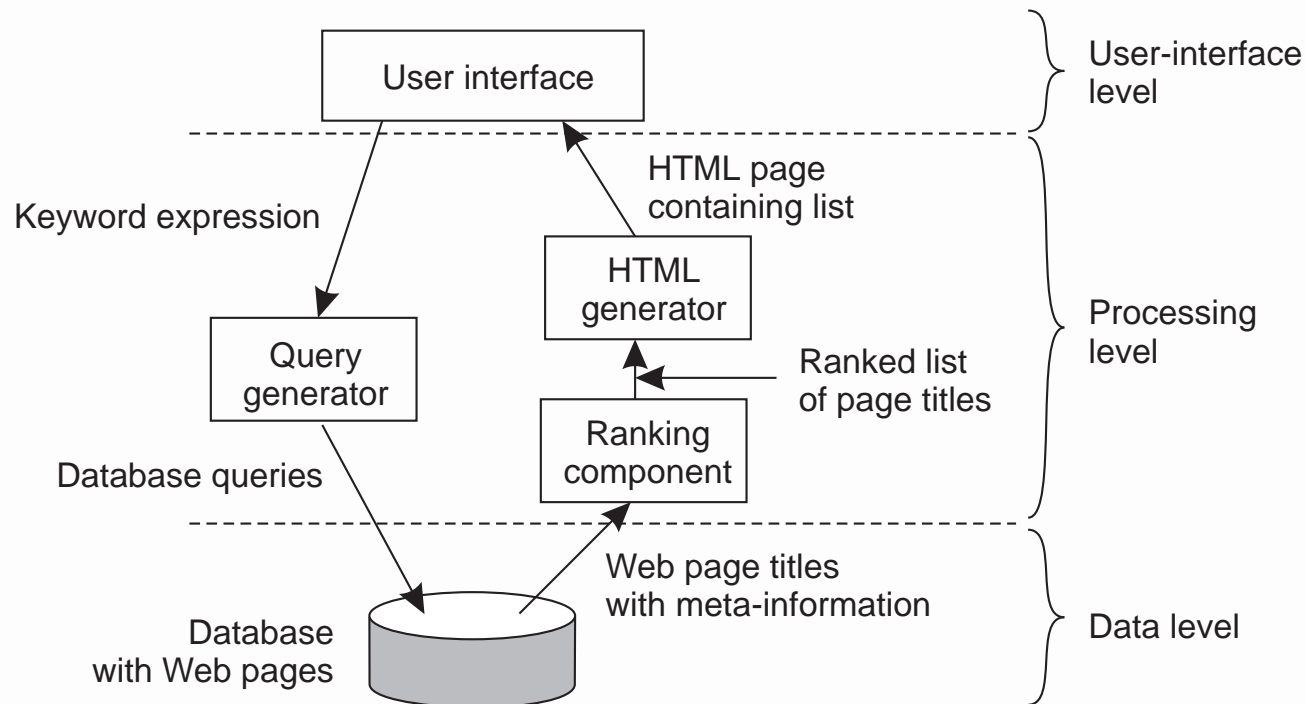 User interface
User-interface
level
Keyword expression
HTML page
containing list
HTML
generator
Query
generator
Ranked list
of page titles
Processing
level
Ranking
component
Database queries
Web page titles
with meta-information
Database
with Web pages
Data level